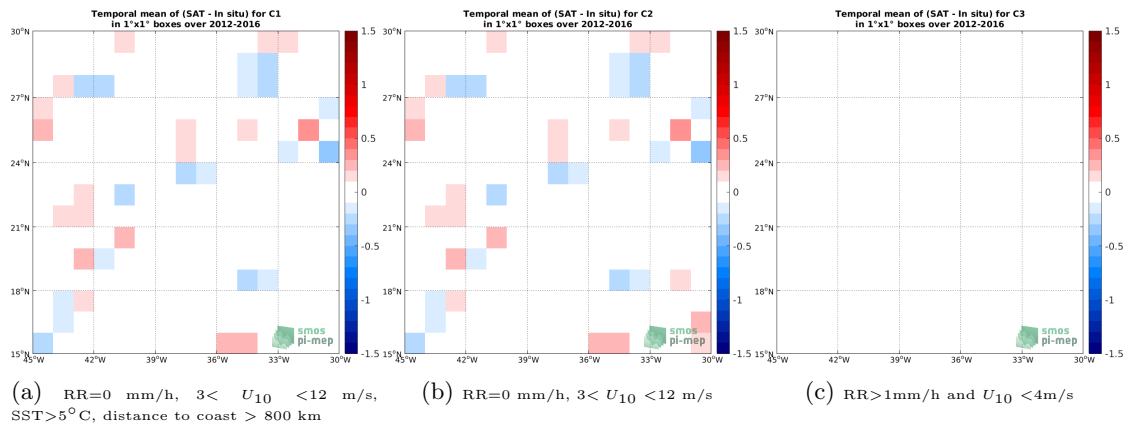 Temporal mean of (SAT - In situ) for C1
in 1°x1° boxes over 2012-2016
30°N
27°N
24°N
21°N
18°N
15°N
45°W 42°W 39°W 36°W 33°W 30°W
1.5
1
0.5
0
-0.5
-1
-1.5
smos
pi-mep
(a) RR=0 mm/h, 3< U10 <12 m/s,
SST>5°C, distance to coast > 800 km
Temporal mean of (SAT - In situ) for C2
in 1°x1° boxes over 2012-2016
30°N
27°N
24°N
21°N
18°N
15°N
45°W 42°W 39°W 36°W 33°W 30°W
1.5
1
0.5
0
-0.5
-1
-1.5
smos
pi-mep
(b) RR=0 mm/h, 3< U10 <12 m/s
Temporal mean of (SAT - In situ) for C3
in 1°x1° boxes over 2012-2016
30°N
27°N
24°N
21°N
18°N
15°N
45°W 42°W 39°W 36°W 33°W 30°W
1.5
1
0.5
0
-0.5
-1
-1.5
smos
pi-mep
(c) RR>1mm/h and U10 <4m/s